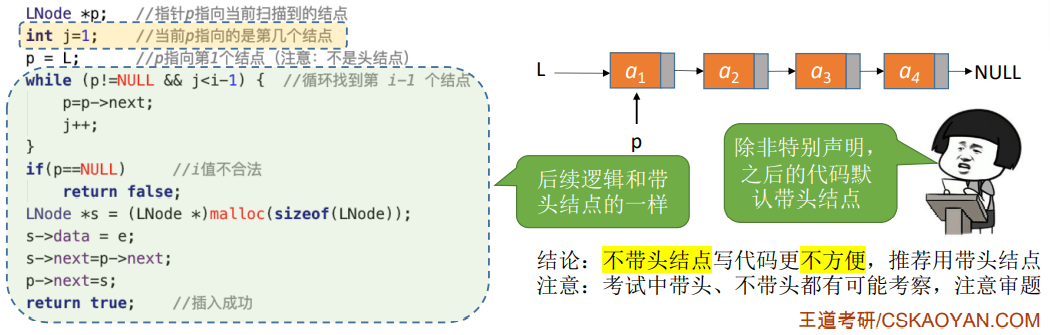 LNode *p;   //指针p指向当前扫描到的结点
int j=1;    //当前p指向的是第几个结点
p = L;      //p指向第1个结点（注意：不是头结点）
while (p!=NULL && j<i-1) {  //循环找到第 i-1 个结点
    p=p->next;
    j++;
}
if(p==NULL)     //i值不合法
    return false;
LNode *s = (LNode *)malloc(sizeof(LNode));
s->data = e;
s->next=p->next;
p->next=s;
return true;    //插入成功
L
a1
a2
a3
a4
NULL
p
后续逻辑和带
头结点的一样
除非特别声明，
之后的代码默
认带头结点
结论：不带头结点写代码更不方便，推荐用带头结点
注意：考试中带头、不带头都有可能考察，注意审题
王道考研/CSKAOYAN.COM